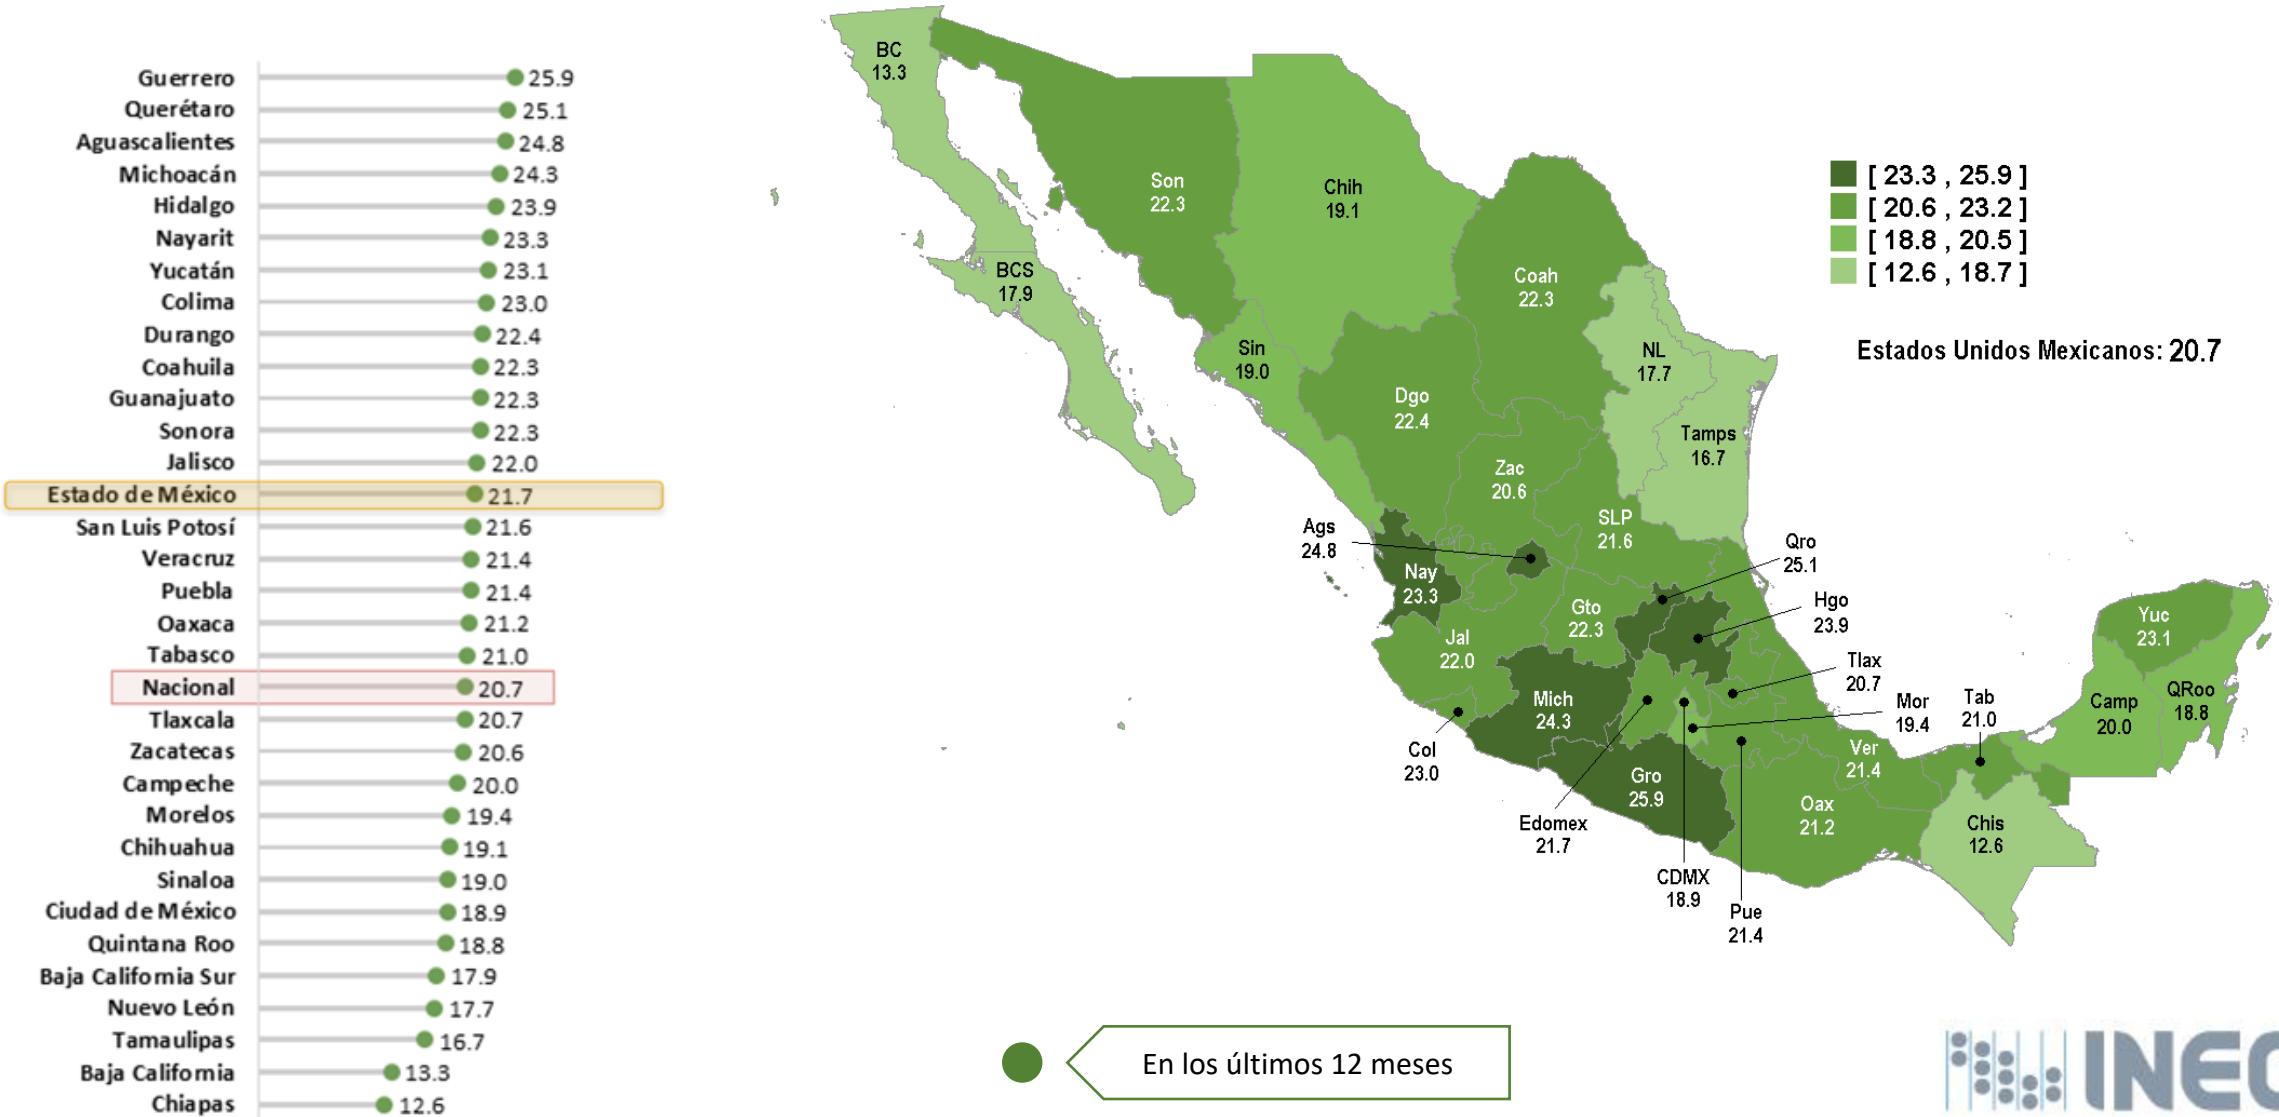 Guerrero 25.9
Querétaro 25.1
Aguascalientes 24.8
Michoacán 24.3
Hidalgo 23.9
Nayarit 23.3
Yucatán 23.1
Colima 23.0
Durango 22.4
Coahuila 22.3
Guanajuato 22.3
Sonora 22.3
Jalisco 22.0
Estado de México 21.7
San Luis Potosí 21.6
Veracruz 21.4
Puebla 21.4
Oaxaca 21.2
Tabasco 21.0
Nacional 20.7
Tlaxcala 20.7
Zacatecas 20.6
Campeche 20.0
Morelos 19.4
Chihuahua 19.1
Sinaloa 19.0
Ciudad de México 18.9
Quintana Roo 18.8
Baja California Sur 17.9
Nuevo León 17.7
Tamaulipas 16.7
Baja California 13.3
Chiapas 12.6
BC
13.3
Son
22.3
Chih
19.1
BCS
17.9
Coah
22.3
Sin
19.0
NL
17.7
Dgo
22.4
Tamps
16.7
Zac
20.6
Ags
24.8
SLP
21.6
Qro
25.1
Nay
23.3
Gto
22.3
Hgo
23.9
Jal
22.0
Tlax
20.7
Mich
24.3
Mor
19.4
Tab
21.0
Yuc
23.1
Camp
20.0
QRoo
18.8
Col
23.0
Gro
25.9
Ver
21.4
Edomex
21.7
Oax
21.2
Chis
12.6
CDMX
18.9
Pue
21.4
[ 23.3 , 25.9 ]
[ 20.6 , 23.2 ]
[ 18.8 , 20.5 ]
[ 12.6 , 18.7 ]
Estados Unidos Mexicanos: 20.7
En los últimos 12 meses
INEG